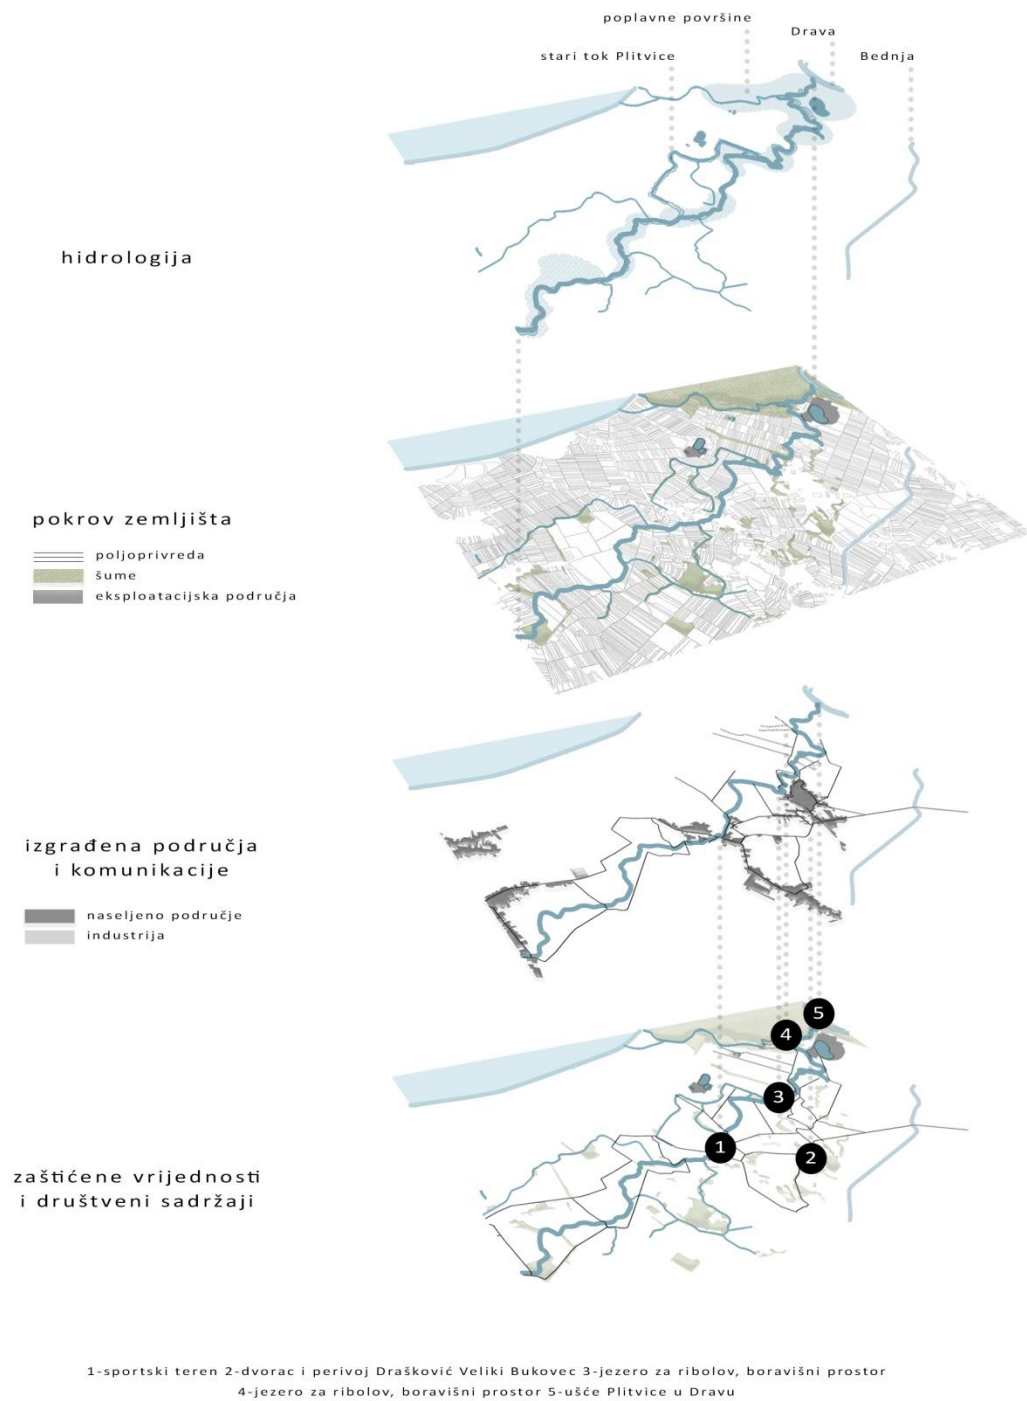 poplavne površine
Drava
stari tok Plitvice
Bednja
hidrologija
pokrov zemljišta
poljoprivreda
šume
eksploatacijska područja
izgrađena područja
i komunikacije
naseljeno područje
industrija
5
4
3
1
2
zaštićene vrijednosti
i društveni sadržaji
1-sportski teren 2-dvorac i perivoj Drašković Veliki Bukovec 3-jezero za ribolov, boravišni prostor
4-jezero za ribolov, boravišni prostor 5-ušće Plitvice u Dravu